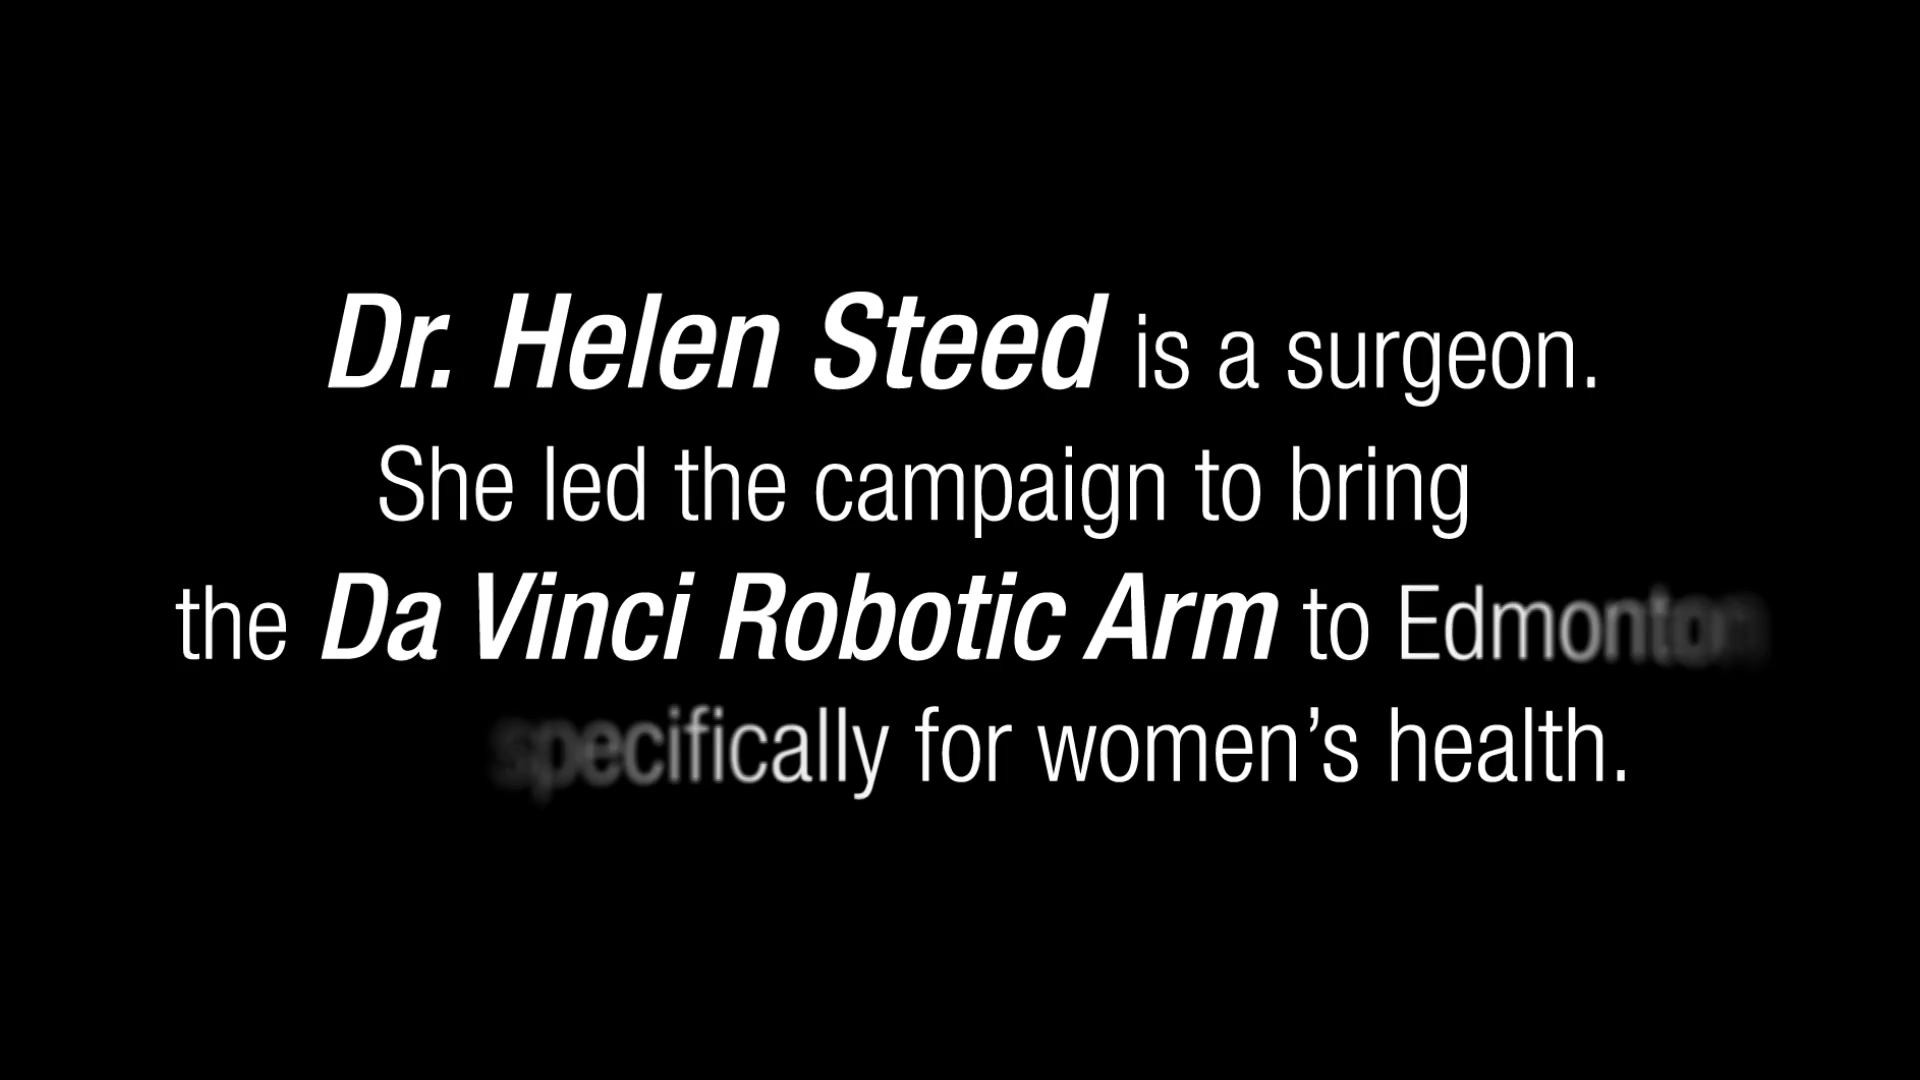 Dr. Helen Steed is a surgeon.
She led the campaign to bring
the Da Vinci Robotic Arm to Edmonton
specifically for women’s health.